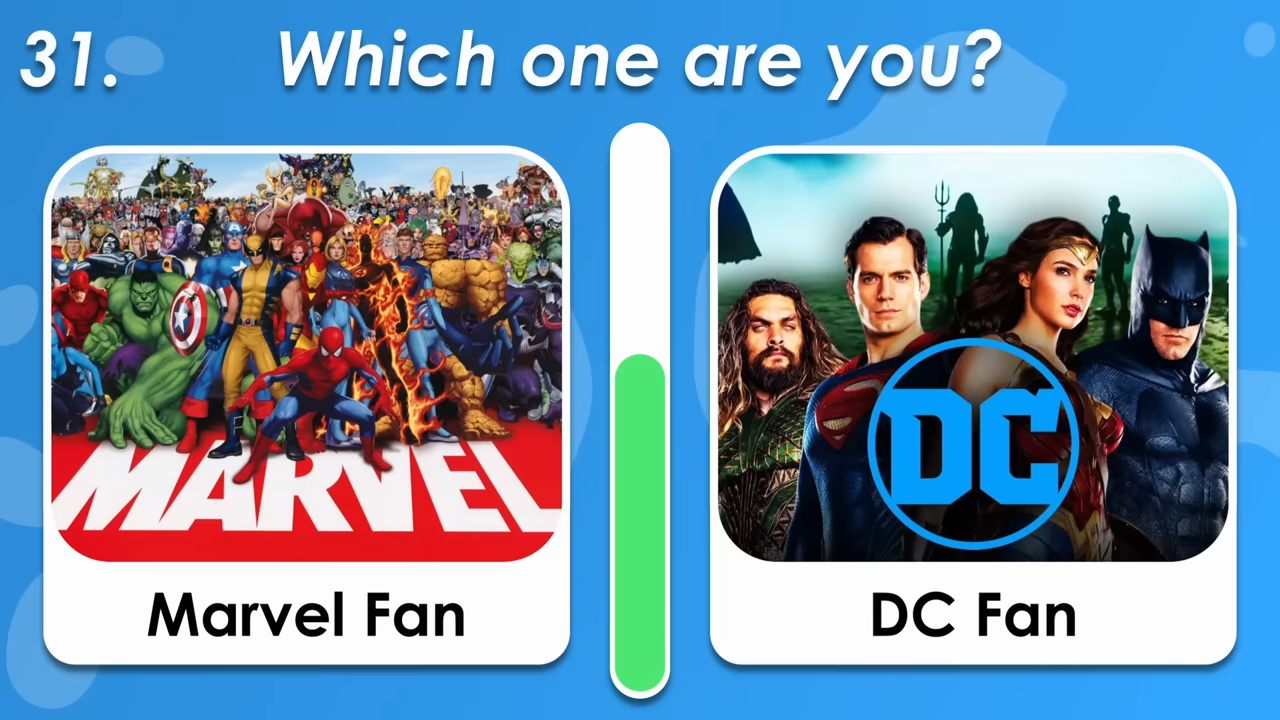 31.
Which one are you?
MARVEL
DC
Marvel Fan
DC Fan